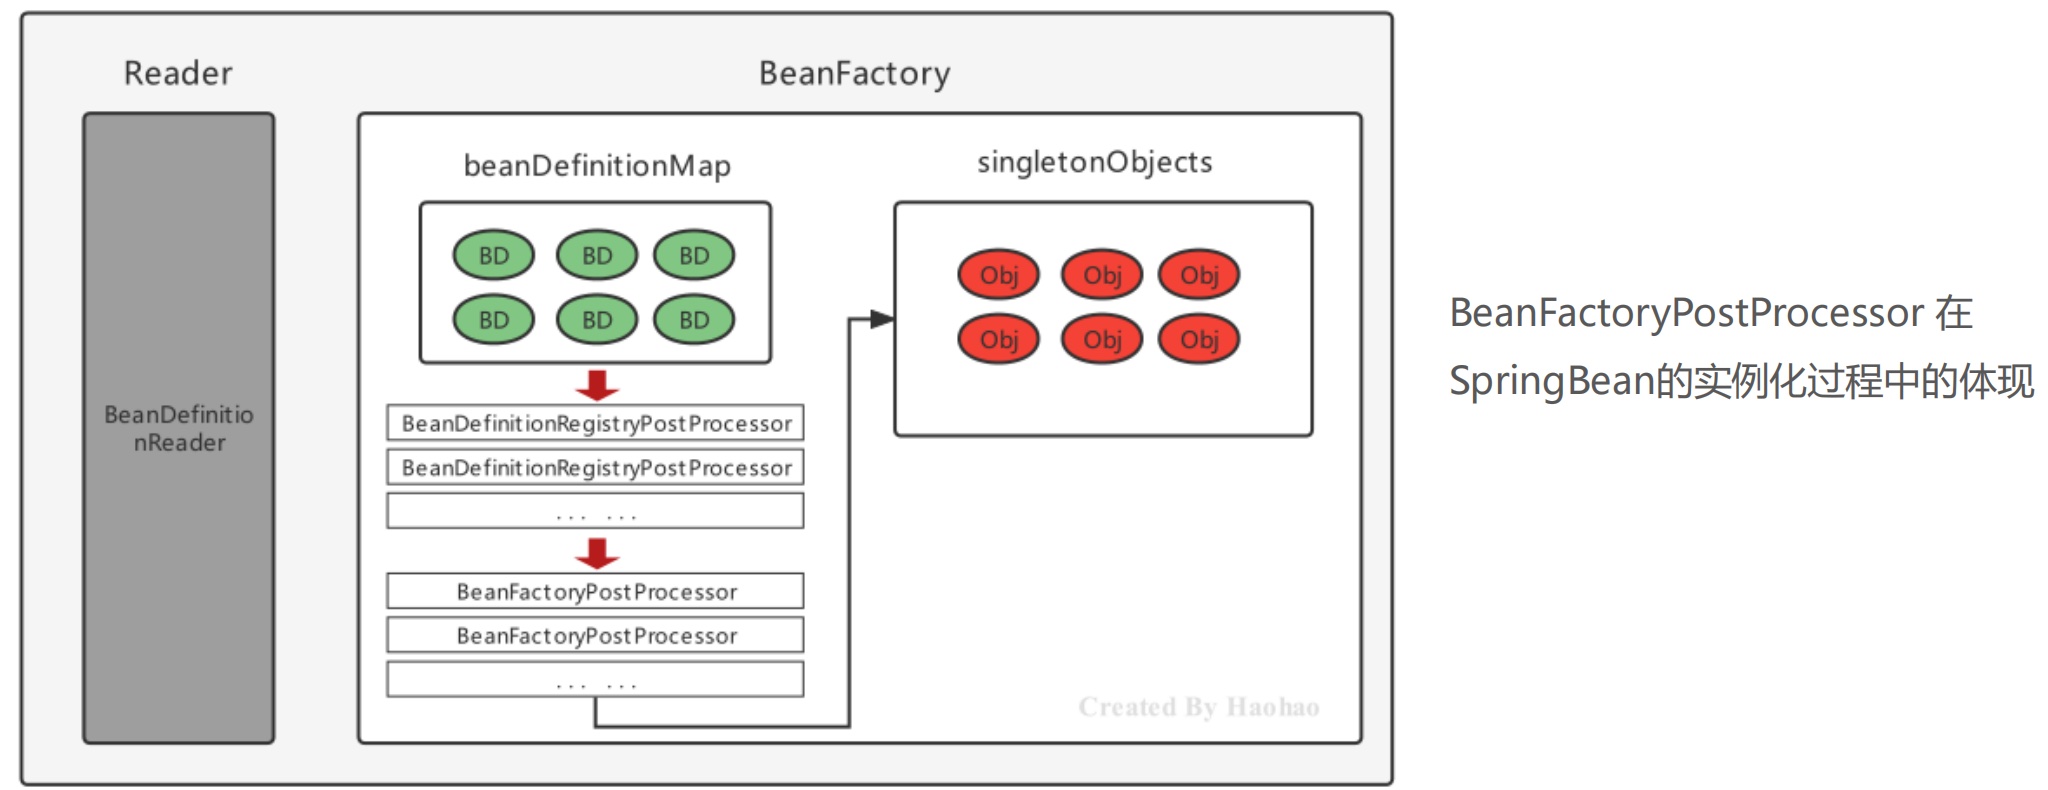 Reader
BeanFactory
BeanDefinitio
nReader
beanDefinitionMap
BD BD BD
BD BD BD
BeanDefinitionRegistryPostProcessor
BeanDefinitionRegistryPostProcessor
... ...
BeanFactoryPostProcessor
BeanFactoryPostProcessor
... ...
singletonObjects
Obj Obj Obj
Obj Obj Obj
Created By Haohao
BeanFactoryPostProcessor 在
SpringBean的实例化过程中的体现